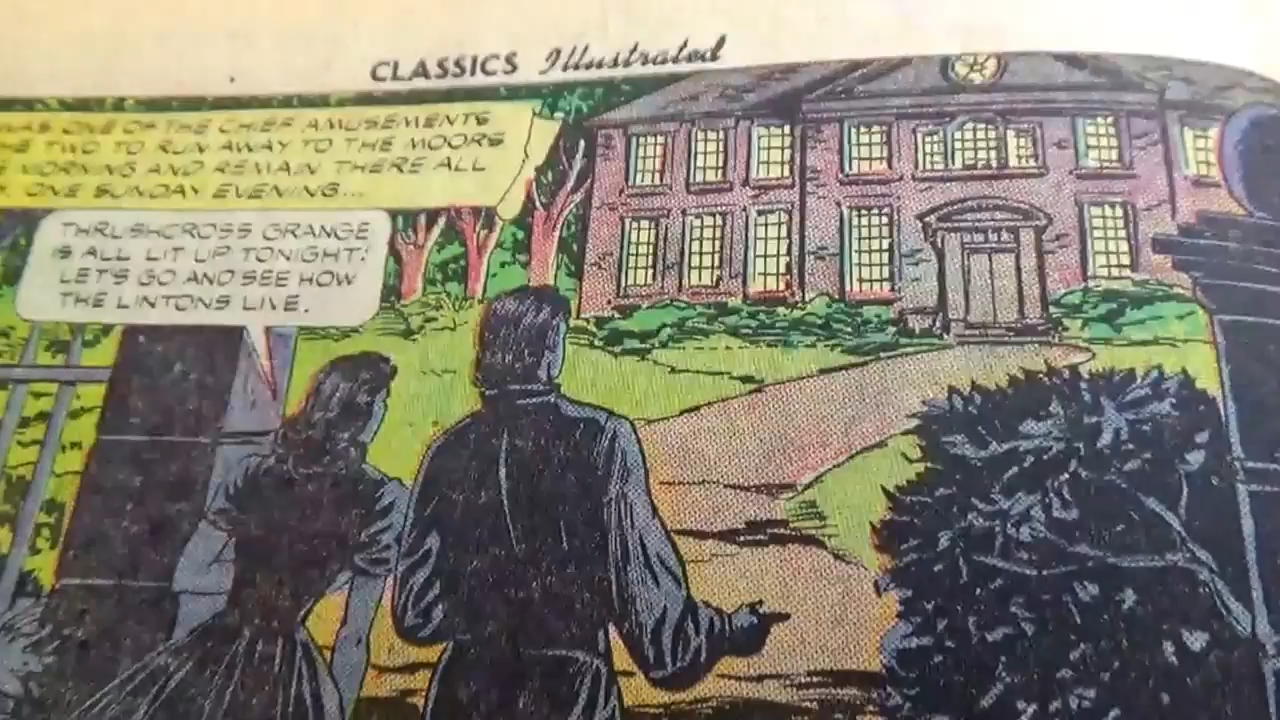 CLASSICS Illustrated
WAS ONE OF THE CHIEF AMUSEMENTS
TWO TO RUN AWAY TO THE MOORS
MORNING AND REMAIN THERE ALL
ONE SUNDAY EVENING...
THRUSHCROSS GRANGE
IS ALL LIT UP TONIGHT!
LET'S GO AND SEE HOW
THE LINTONS LIVE.